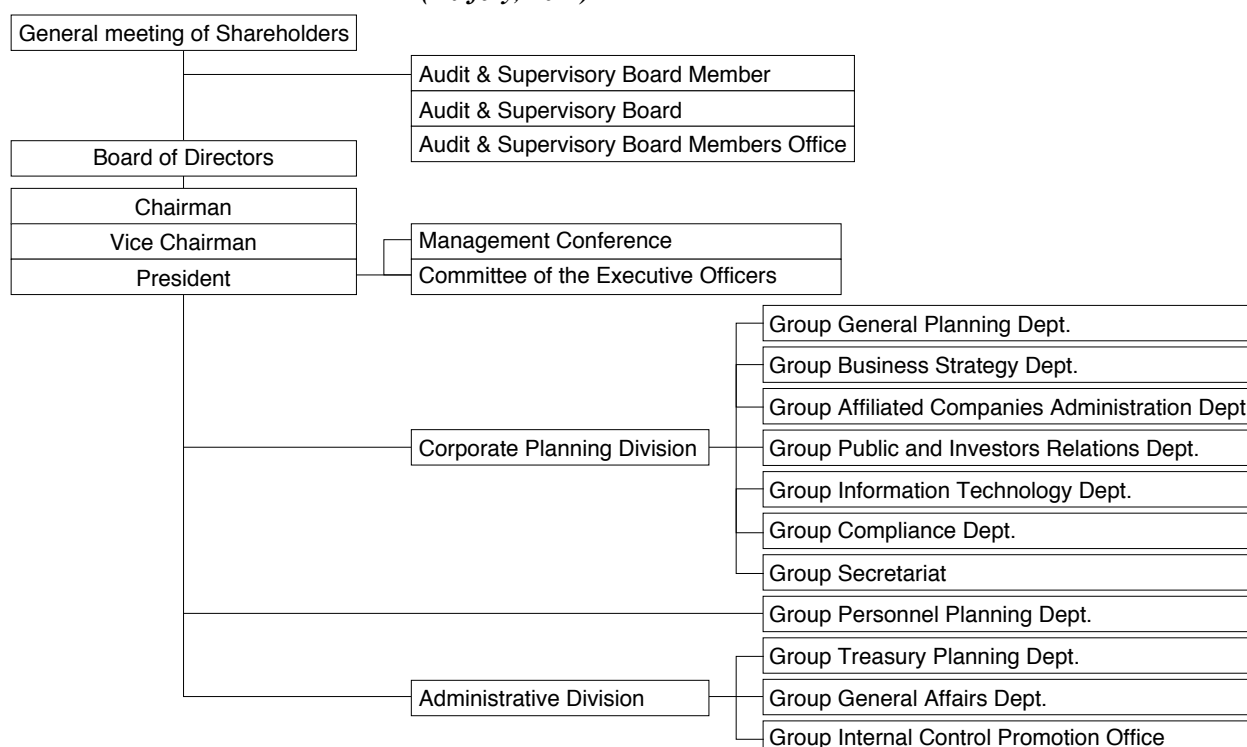 General meeting of Shareholders
Audit & Supervisory Board Member
Audit & Supervisory Board
Audit & Supervisory Board Members Office
Board of Directors
Chairman
Vice Chairman
President
Management Conference
Committee of the Executive Officers
Group General Planning Dept.
Group Business Strategy Dept.
Group Affiliated Companies Administration Dept
Corporate Planning Division
Group Public and Investors Relations Dept.
Group Information Technology Dept.
Group Compliance Dept.
Group Secretariat
Group Personnel Planning Dept.
Group Treasury Planning Dept.
Administrative Division
Group General Affairs Dept.
Group Internal Control Promotion Office